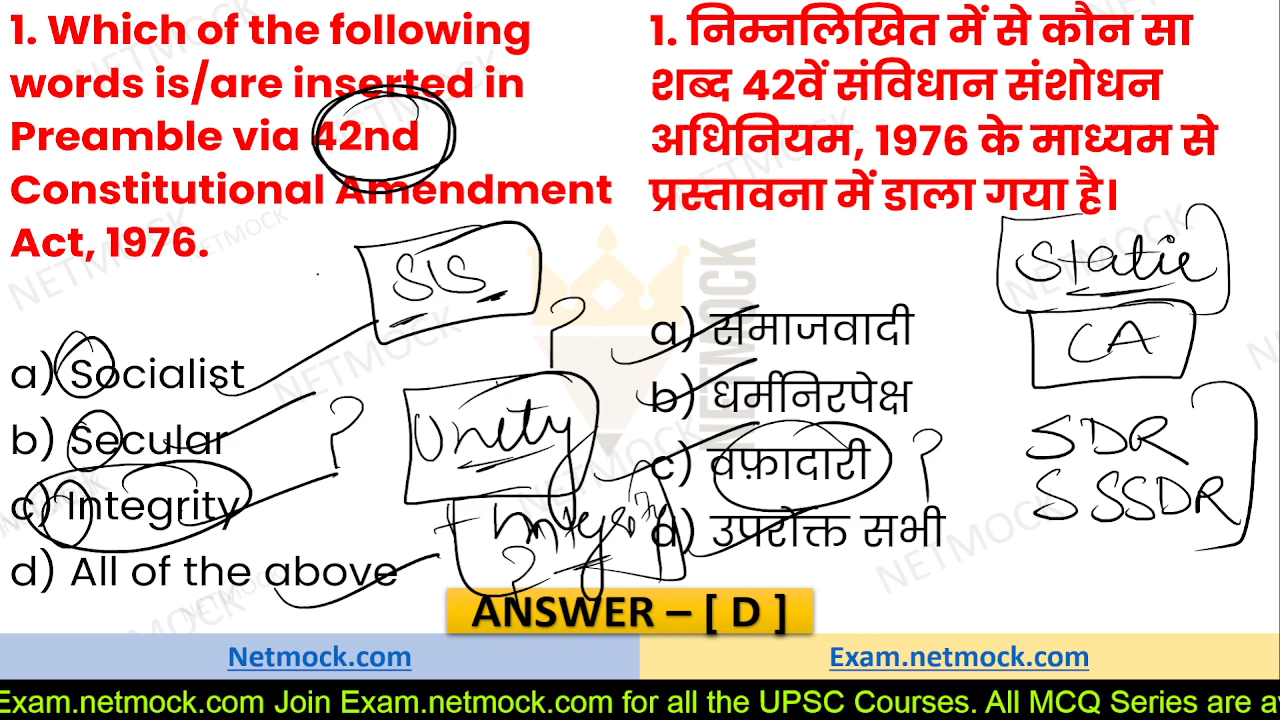 1. Which of the following
words is/are inserted in
Preamble via 42nd
Constitutional Amendment
Act, 1976.
SIS
a) Socialist
b) Secular
c) Integrity
d) All of the above
Unity
+ Integrity
?
?
?
1. निम्नलिखित में से कौन सा
शब्द 42वें संविधान संशोधन
अधिनियम, 1976 के माध्यम से
प्रस्तावना में डाला गया है।
Static
CA
a) समाजवादी
b) धर्मनिरपेक्ष
c) वफ़ादारी
d) उपरोक्त सभी
?
SDR
SSSDR
ANSWER – [ D ]
NETMOCK
Netmock.com
Exam.netmock.com
Exam.netmock.com Join Exam.netmock.com for all the UPSC Courses. All MCQ Series are a